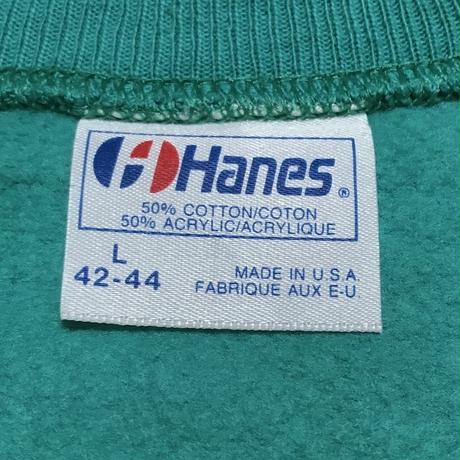 Hanes®
50% COTTON/COTON
50% ACRYLIC/ACRYLIQUE
L
42-44
MADE IN U.S.A
FABRIQUE AUX E-U